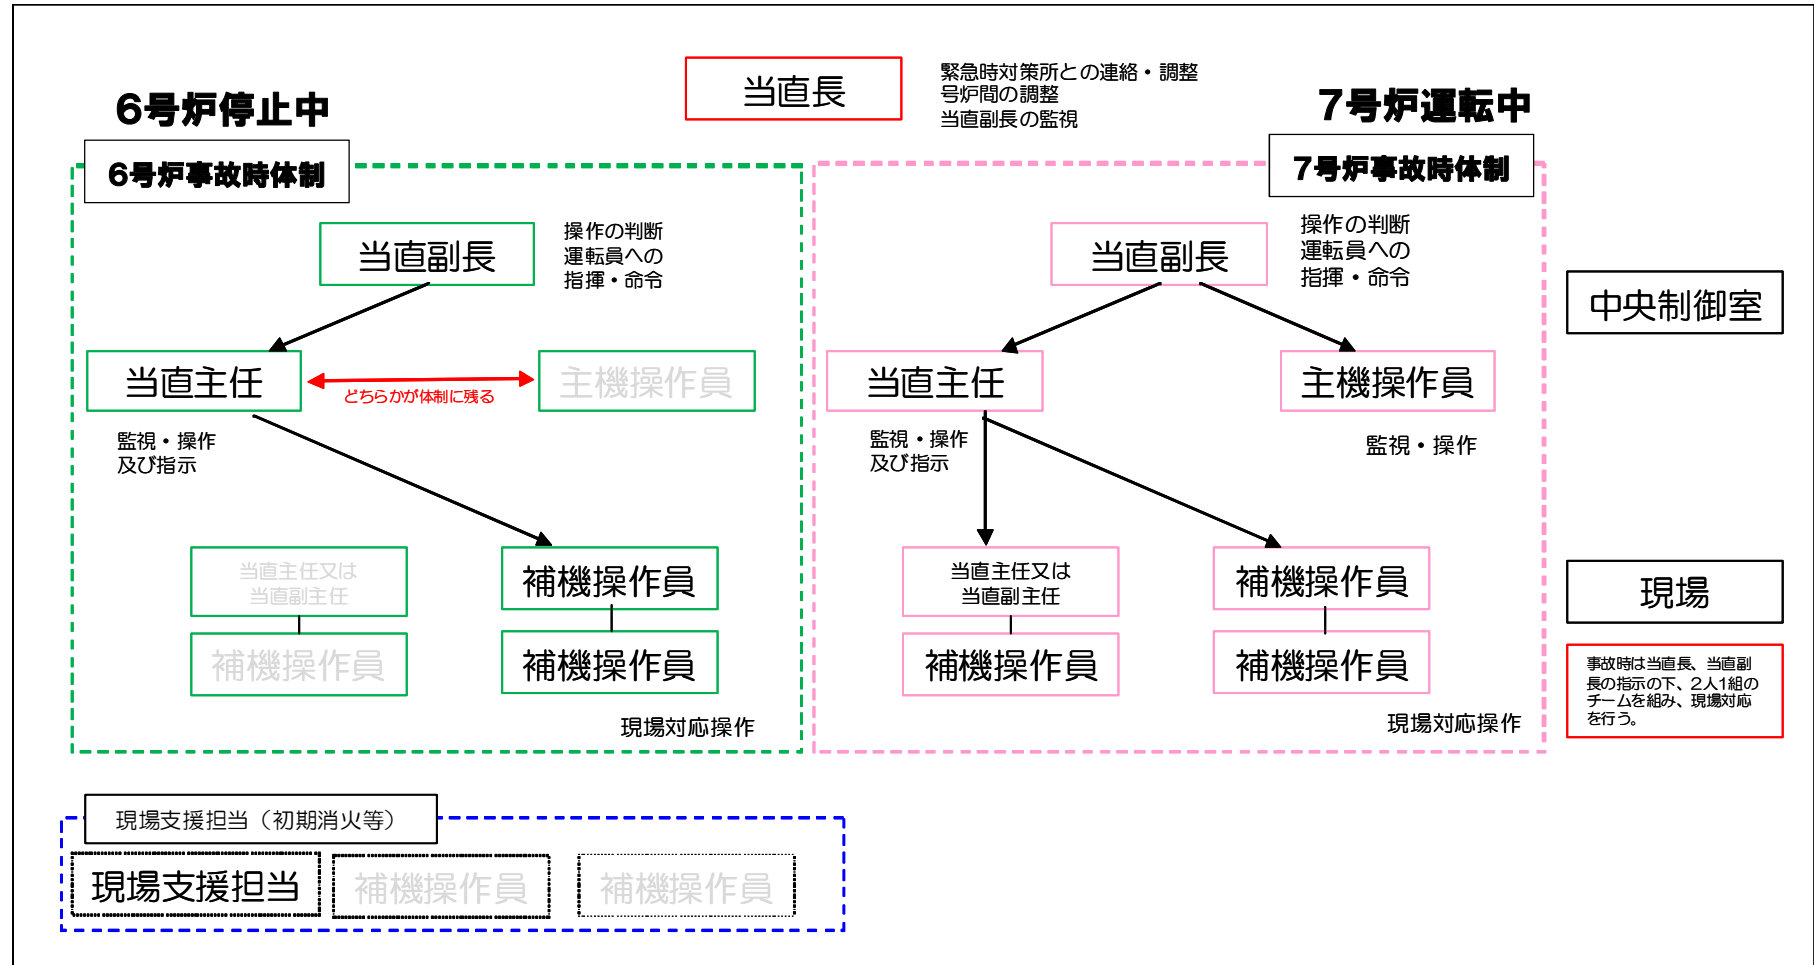 当直長
緊急時対策所との連絡・調整
号炉間の調整
当直副長の監視
6号炉停止中
7号炉運転中
6号炉事故時体制
当直副長
操作の判断
運転員への
指揮・命令
当直主任
どちらかが体制に残る
主機操作員
監視・操作
及び指示
当直主任又は
当直副主任
補機操作員
補機操作員
補機操作員
現場対応操作
7号炉事故時体制
当直副長
操作の判断
運転員への
指揮・命令
当直主任
主機操作員
監視・操作
及び指示
監視・操作
当直主任又は
当直副主任
補機操作員
補機操作員
補機操作員
現場対応操作
中央制御室
現場
事故時は当直長、当直副
長の指示の下、2人1組の
チームを組み、現場対応
を行う。
現場支援担当（初期消火等）
現場支援担当
補機操作員
補機操作員